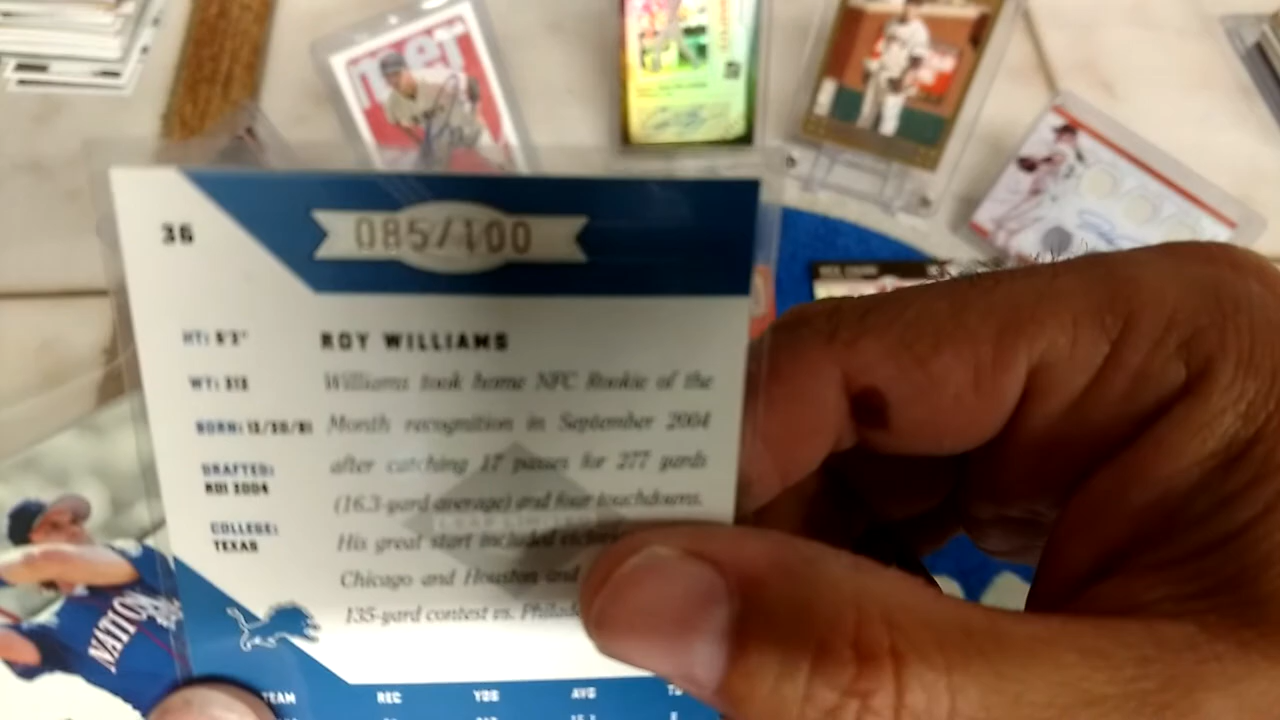 36
085/100
HT: 6'3"
ROY WILLIAMS
WT: 212
Williams took home NFC Rookie of the
BORN: 12/20/81
Month recognition in September 2004
DRAFTED:
after catching 17 passes for 277 yards
RD1 2004
(16.3-yard average) and four touchdowns.
COLLEGE:
His great start included
TEXAS
Chicago and Houston and
135-yard contest vs.
TEAM REC YDS AVG TD
NATION